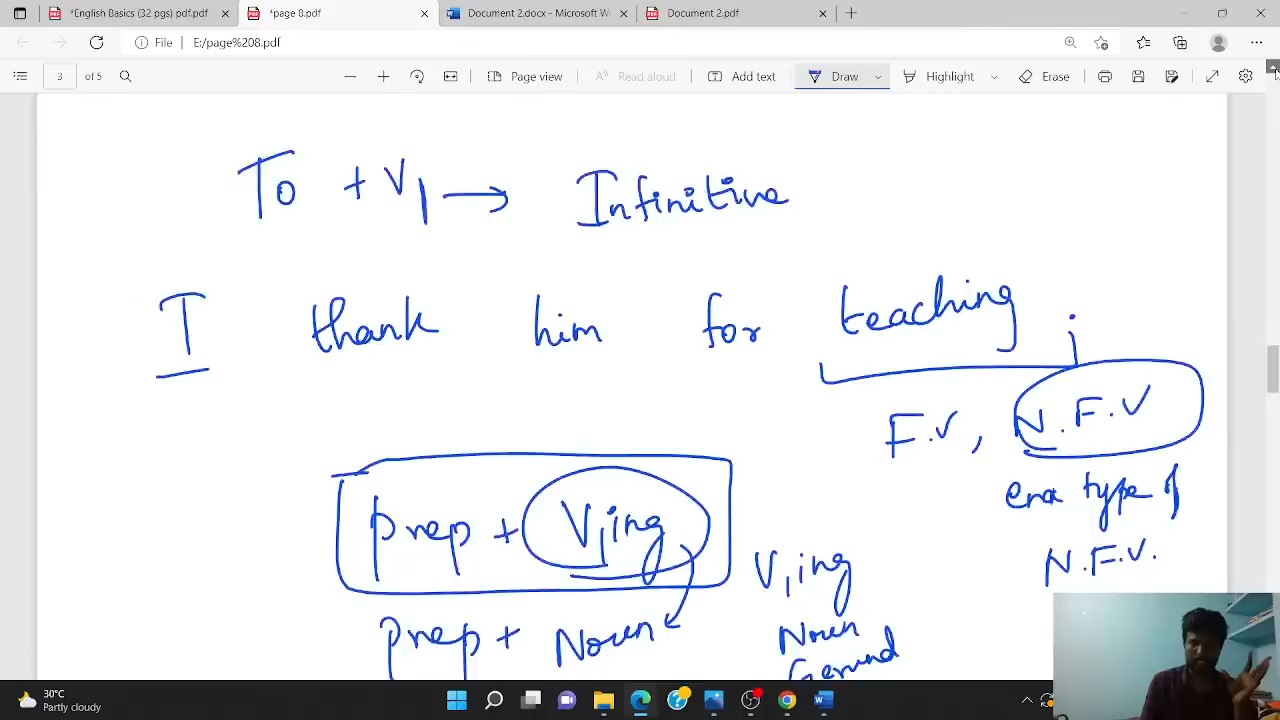 *English Basics (32 pgs) pdf.pdf
*page 8.pdf
Document 2.docx - Microsoft Wo
Document 2.pdf
File
E:/page%208.pdf
3 of 5
Page view
Read aloud
Add text
Draw
Highlight
Erase
To + V1 → Infinitive
I thank him for teaching ;
F.V, N.F.V
ena type of
N.F.V.
prep + V1ing
V1ing
prep + Noun
Noun
Gerund
30°C
Partly cloudy